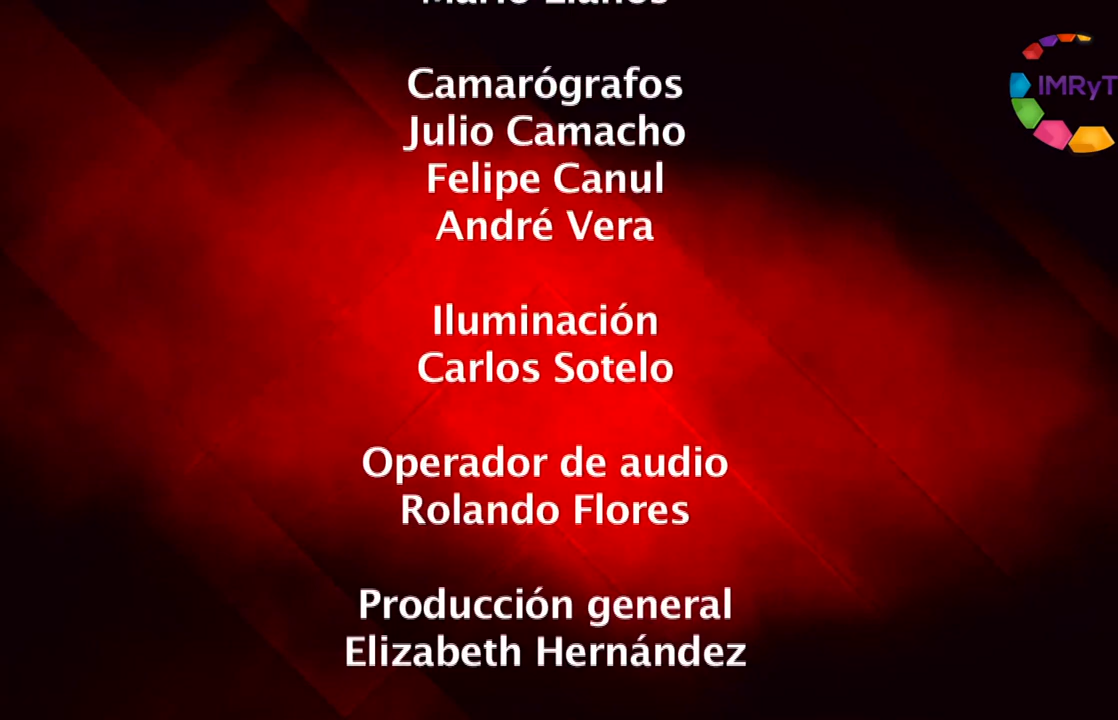 Camarógrafos
Julio Camacho
Felipe Canul
André Vera
Iluminación
Carlos Sotelo
Operador de audio
Rolando Flores
Producción general
Elizabeth Hernández
IMRyT